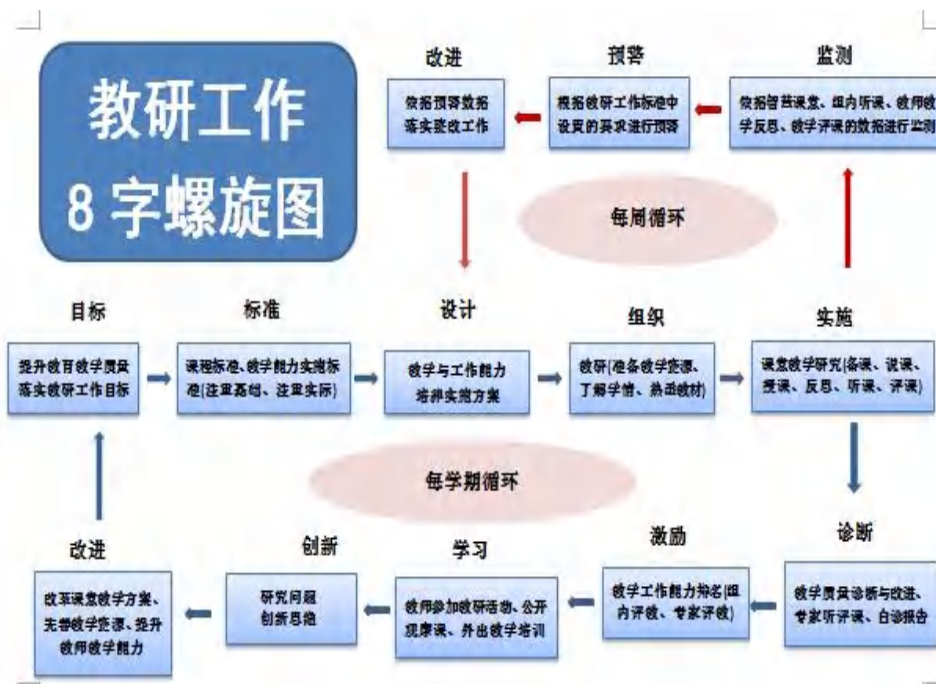 教研工作
8字螺旋图
改进
预警
监测
依据预警数据
落实整改工作
根据教研工作标准中
设置的要求进行预警
依据智慧课堂、组内听课、教师教
学反思、教学评课的数据进行监测
每周循环
目标
标准
设计
组织
实施
提升教育教学质量
落实教研工作目标
课程标准、教学能力实施标
准(注重基础、注重实际)
教学与工作能力
培养实施方案
教研(准备教学资源、
了解学情、熟悉教材)
课堂教学研究(备课、说课、
授课、反思、听课、评课)
每学期循环
改进
创新
学习
激励
诊断
改革课堂教学方案、
完善教学资源、提升
教师教学能力
研究问题
创新思维
教师参加教研活动、公开
观摩课、外出教学培训
教学工作能力排名(组
内评教、专家评教)
教学质量诊断与改进、
专家听评课、自诊报告